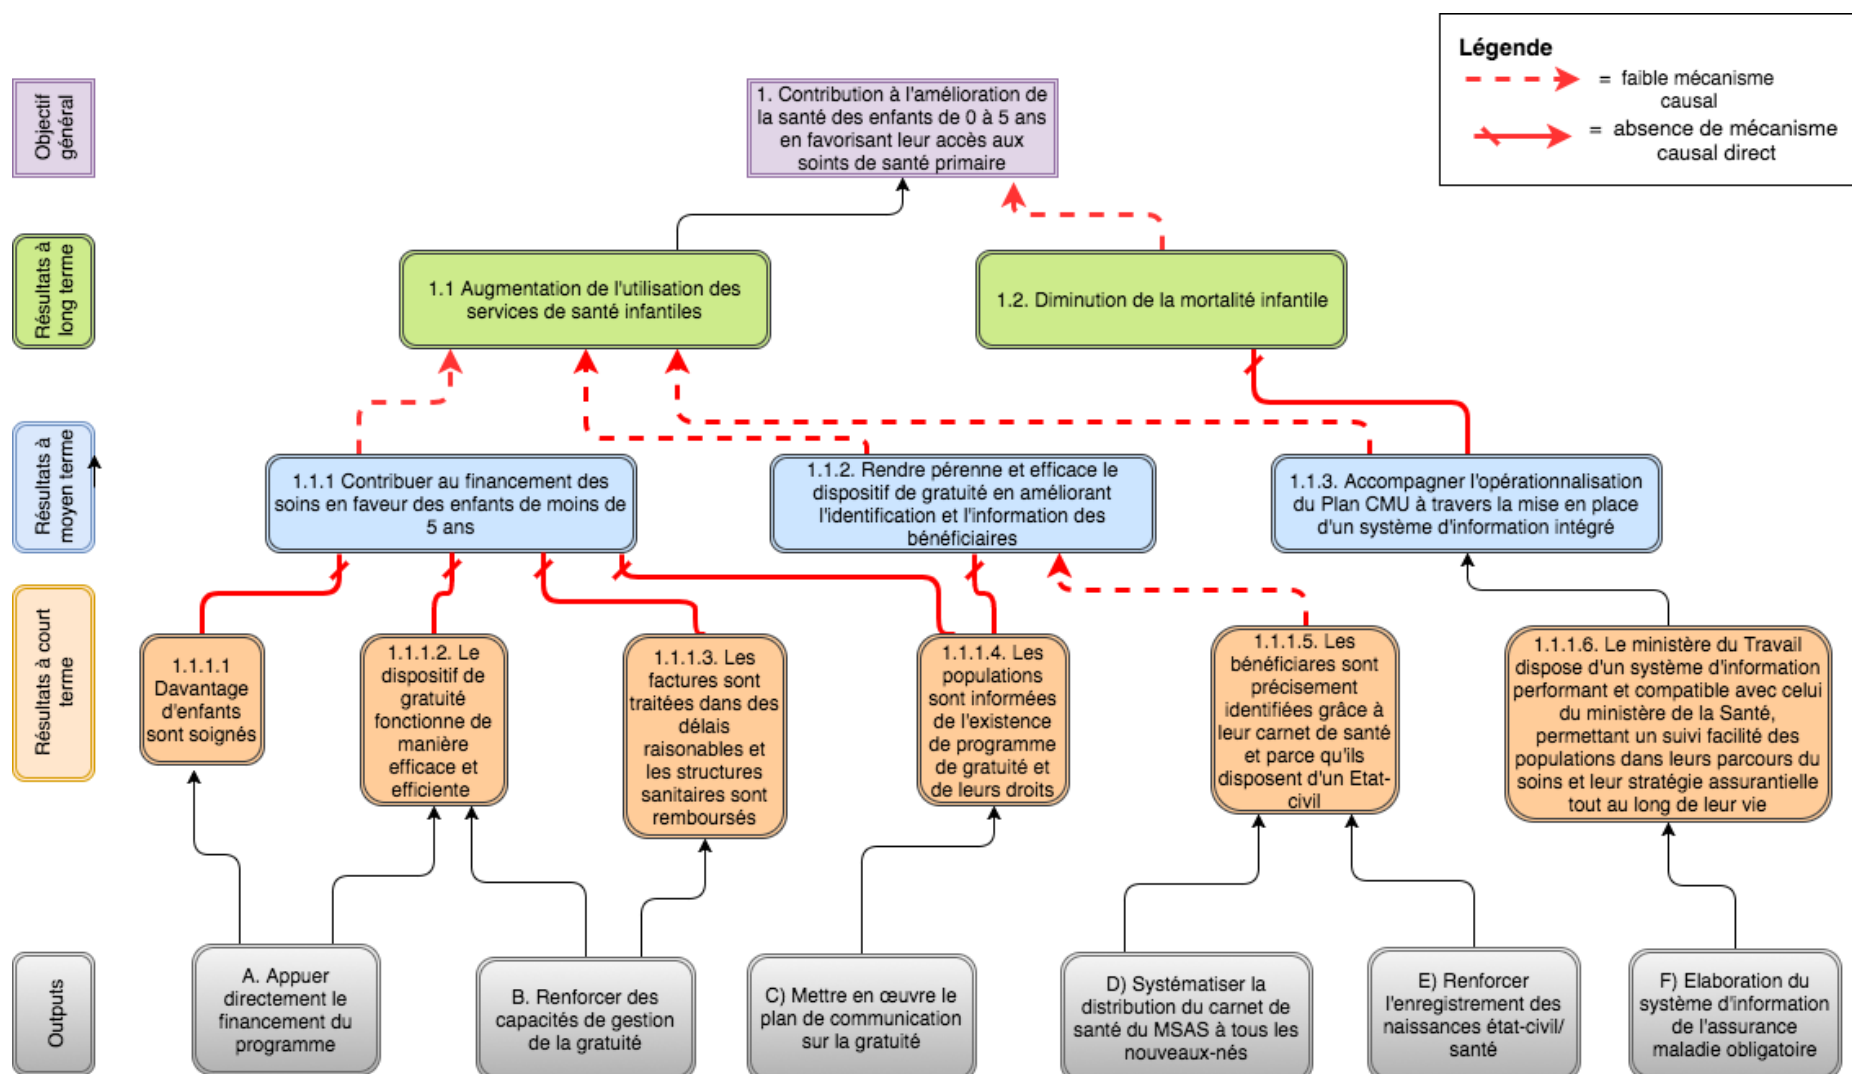 Légende
= faible mécanisme
causal
= absence de mécanisme
causal direct
Objectif
général
1. Contribution à l'amélioration de
la santé des enfants de 0 à 5 ans
en favorisant leur accès aux
soints de santé primaire
Résultats à
long terme
1.1 Augmentation de l'utilisation des
services de santé infantiles
1.2. Diminution de la mortalité infantile
Résultats à
moyen terme
1.1.1 Contribuer au financement des
soins en faveur des enfants de moins de
5 ans
1.1.2. Rendre pérenne et efficace le
dispositif de gratuité en améliorant
l'identification et l'information des
bénéficiaires
1.1.3. Accompagner l'opérationnalisation
du Plan CMU à travers la mise en place
d'un système d'information intégré
Résultats à court
terme
1.1.1.1
Davantage
d'enfants
sont soignés
1.1.1.2. Le
dispositif de
gratuité
fonctionne de
manière
efficace et
efficiente
1.1.1.3. Les
factures sont
traitées dans des
délais
raisonables et
les structures
sanitaires sont
remboursés
1.1.1.4. Les
populations
sont informées
de l'existence
de programme
de gratuité et
de leurs droits
1.1.1.5. Les
bénéficiares sont
précisement
identifiées grâce à
leur carnet de santé
et parce qu'ils
disposent d'un Etat-
civil
1.1.1.6. Le ministère du Travail
dispose d'un système d'information
performant et compatible avec celui
du ministère de la Santé,
permettant un suivi facilité des
populations dans leurs parcours du
soins et leur stratégie assurantielle
tout au long de leur vie
Outputs
A. Appuer
directement le
financement du
programme
B. Renforcer des
capacités de gestion
de la gratuité
C) Mettre en œuvre le
plan de communication
sur la gratuité
D) Systématiser la
distribution du carnet de
santé du MSAS à tous les
nouveaux-nés
E) Renforcer
l'enregistrement des
naissances état-civil/
santé
F) Elaboration du
système d'information
de l'assurance
maladie obligatoire